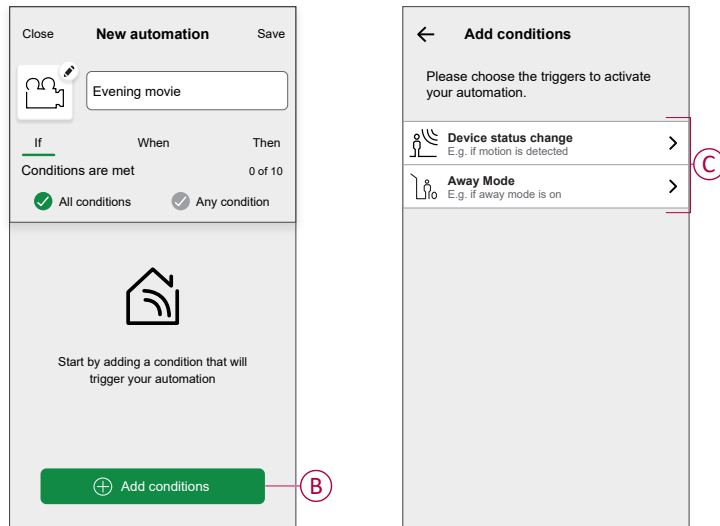 Close New automation Save
Evening movie
If When Then
Conditions are met 0 of 10
All conditions Any condition
Start by adding a condition that will
trigger your automation
Add conditions
B
Add conditions
Please choose the triggers to activate
your automation.
Device status change
E.g. if motion is detected
Away Mode
E.g. if away mode is on
C